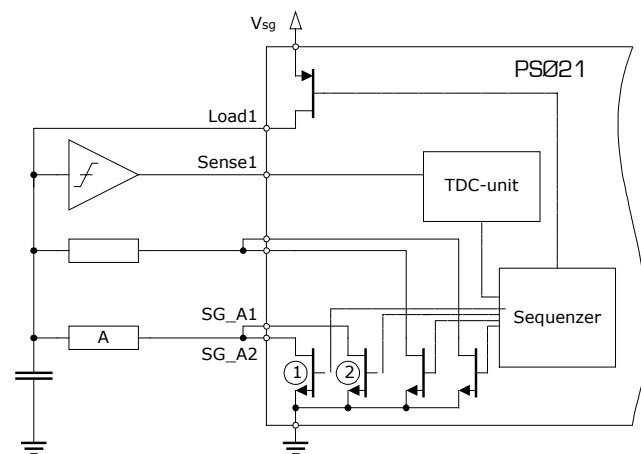 Vsg
PSØ21
Load1
Sense1
TDC-unit
SG_A1
Sequenzer
A
SG_A2
1
2